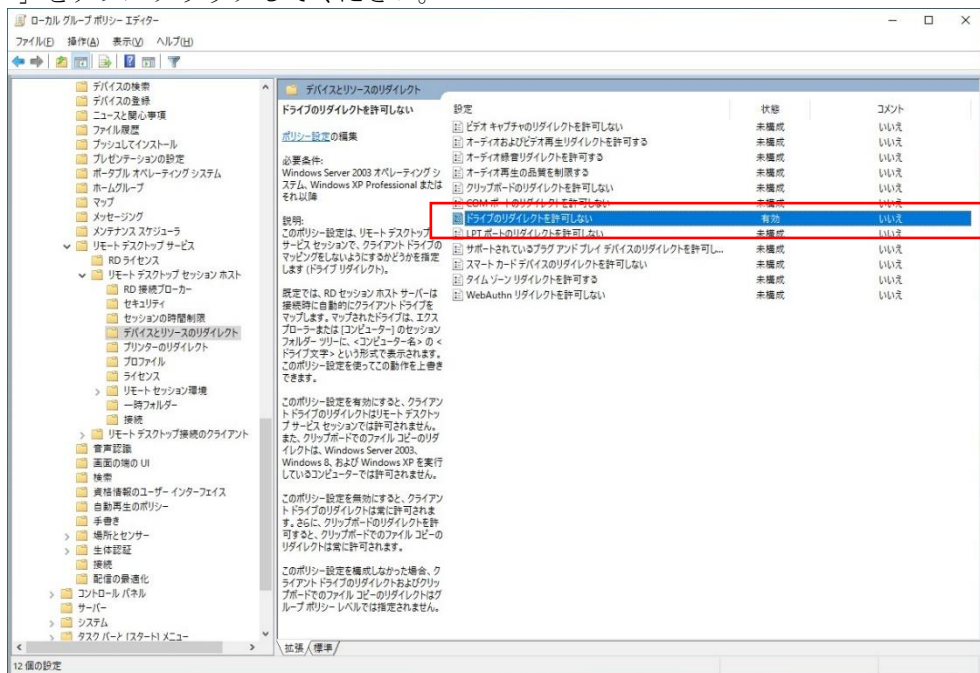 」をダブルクリックしてください。
ローカル グループ ポリシー エディター
ファイル(F) 操作(A) 表示(V) ヘルプ(H)
デバイスの検索
デバイスの登録
ニュースと関心事項
ファイル履歴
プッシュしてインストール
プレゼンテーションの設定
ポータブル オペレーティング システム
ホームグループ
マップ
メッセージング
メンテナンス スケジューラ
リモート デスクトップ サービス
RD ライセンス
リモート デスクトップ セッション ホスト
RD 接続ブローカー
セキュリティ
セッションの時間制限
デバイスとリソースのリダイレクト
プリンターのリダイレクト
プロファイル
ライセンス
リモート セッション環境
一時フォルダー
接続
リモート デスクトップ接続のクライアント
音声認識
画面の端の UI
検索
資格情報のユーザー インターフェイス
自動再生のポリシー
手書き
場所とセンサー
生体認証
接続
配信の最適化
コントロール パネル
サーバー
システム
タスク バーと [スタート] メニュー
デバイスとリソースのリダイレクト
ドライブのリダイレクトを許可しない
ポリシー設定の編集
必要条件:
Windows Server 2003 オペレーティング シ
ステム、Windows XP Professional または
それ以降
説明:
このポリシー設定は、リモート デスクトップ
サービス セッションで、クライアント ドライブの
マッピングをしないようにするかどうかを指定
します (ドライブ リダイレクト)。
既定では、RD セッション ホスト サーバーは
接続時に自動的にクライアント ドライブを
マップします。マップされたドライブは、エクス
プローラーまたは [コンピューター] のセッション
フォルダー ツリーに、<コンピューター名> の <
ドライブ文字> という形式で表示されます。
このポリシー設定を使ってこの動作を上書き
できます。
このポリシー設定を有効にすると、クライアン
ト ドライブのリダイレクトはリモート デスクトッ
プ サービス セッションでは許可されません。
また、クリップボードでのファイル コピーのリダ
イレクトは、Windows Server 2003、
Windows 8、および Windows XP を実行
しているコンピューターでは許可されません。
このポリシー設定を無効にすると、クライアン
ト ドライブのリダイレクトは常に許可されま
す。さらに、クリップボードのリダイレクトを許
可すると、クリップボードでのファイル コピーの
リダイレクトは常に許可されます。
このポリシー設定を構成しなかった場合、ク
ライアント ドライブのリダイレクトおよびクリッ
プボードでのファイル コピーのリダイレクトはグ
ループ ポリシー レベルでは指定されません。
設定 状態 コメント
ビデオ キャプチャのリダイレクトを許可しない 未構成 いいえ
オーディオおよびビデオ再生リダイレクトを許可する 未構成 いいえ
オーディオ録音リダイレクトを許可する 未構成 いいえ
オーディオ再生の品質を制限する 未構成 いいえ
クリップボードのリダイレクトを許可しない 未構成 いいえ
COM ポートのリダイレクトを許可しない 未構成 いいえ
ドライブのリダイレクトを許可しない 有効 いいえ
LPT ポートのリダイレクトを許可しない 未構成 いいえ
サポートされているプラグ アンド プレイ デバイスのリダイレクトを許可し... 未構成 いいえ
スマート カード デバイスのリダイレクトを許可しない 未構成 いいえ
タイム ゾーン リダイレクトを許可する 未構成 いいえ
WebAuthn リダイレクトを許可しない 未構成 いいえ
拡張 標準
12 個の設定